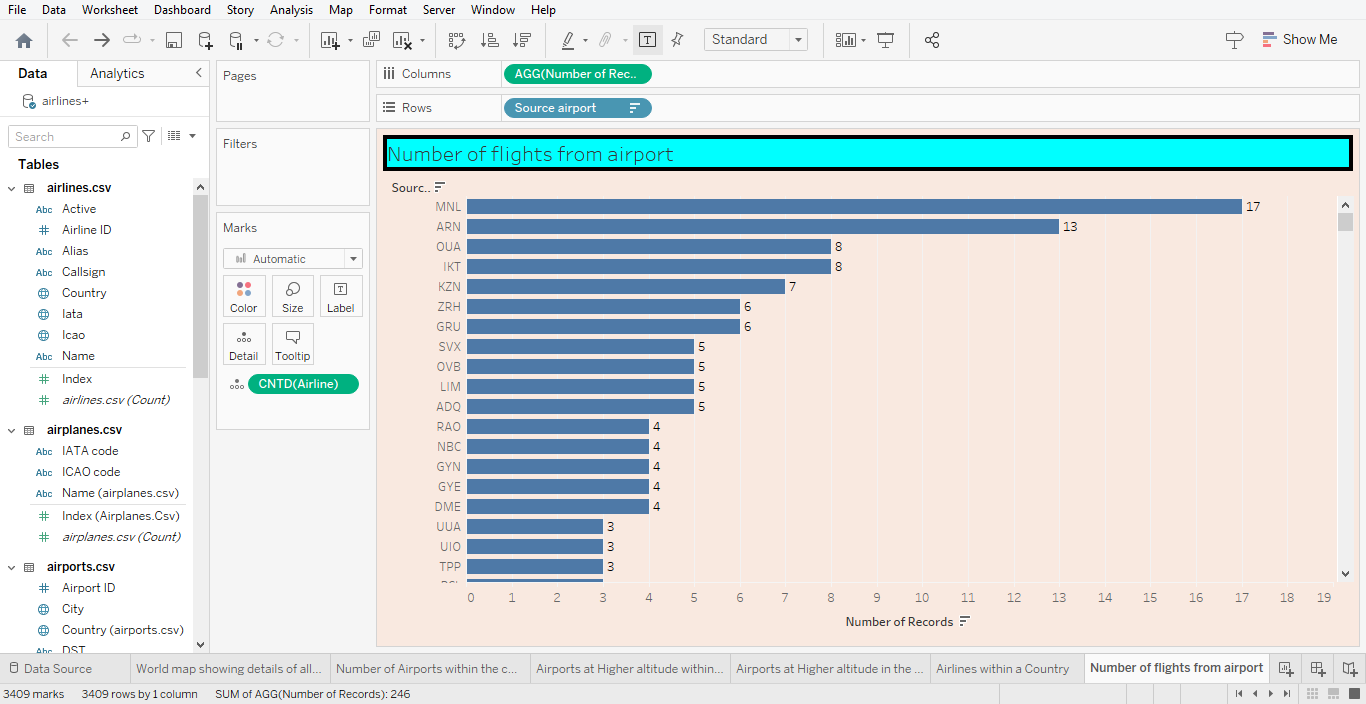 File Data Worksheet Dashboard Story Analysis Map Format Server Window Help
Standard
Show Me
Data Analytics
airlines+
Search
Tables
airlines.csv
Abc Active
# Airline ID
Abc Alias
Abc Callsign
Country
Iata
Icao
Abc Name
# Index
# airlines.csv (Count)
airplanes.csv
Abc IATA code
Abc ICAO code
Abc Name (airplanes.csv)
# Index (Airplanes.Csv)
# airplanes.csv (Count)
airports.csv
# Airport ID
City
Country (airports.csv)
Abc DST
Pages
Filters
Marks
Automatic
Color Size Label
Detail Tooltip
CNTD(Airline)
Columns AGG(Number of Rec..
Rows Source airport
Number of flights from airport
Sourc..
MNL 17
ARN 13
OUA 8
IKT 8
KZN 7
ZRH 6
GRU 6
SVX 5
OVB 5
LIM 5
ADQ 5
RAO 4
NBC 4
GYN 4
GYE 4
DME 4
UUA 3
UIO 3
TPP 3
0 1 2 3 4 5 6 7 8 9 10 11 12 13 14 15 16 17 18 19
Number of Records
Data Source World map showing details of all... Number of Airports within the c... Airports at Higher altitude within... Airports at Higher altitude in the ... Airlines within a Country Number of flights from airport
3409 marks 3409 rows by 1 column SUM of AGG(Number of Records): 246